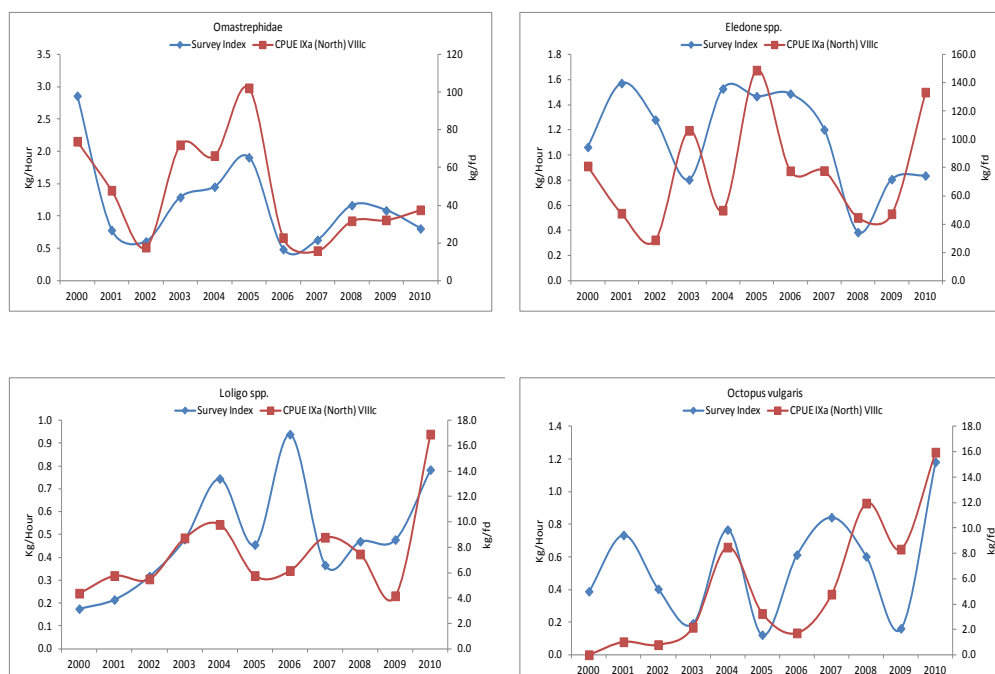 Omastrephidae
Survey Index CPUE IXa (North) VIIIc
3.5 120
3.0 100
2.5 80
2.0
1.5 60
1.0 40
0.5 20
0.0 0
Kg/Hour
kg/fd
2000 2001 2002 2003 2004 2005 2006 2007 2008 2009 2010
Eledone spp.
Survey Index CPUE IXa (North) VIIIc
1.8 160.0
1.6 140.0
1.4 120.0
1.2 100.0
1.0 80.0
0.8 60.0
0.6 40.0
0.4 20.0
0.2 0.0
0.0
Kg/Hour
kg/fd
2000 2001 2002 2003 2004 2005 2006 2007 2008 2009 2010
Loligo spp.
Survey Index CPUE IXa (North) VIIIc
1.0 18.0
0.9 16.0
0.8 14.0
0.7 12.0
0.6 10.0
0.5 8.0
0.4 6.0
0.3 4.0
0.2 2.0
0.1 0.0
0.0
Kg/Hour
kg/fd
2000 2001 2002 2003 2004 2005 2006 2007 2008 2009 2010
Octopus vulgaris
Survey Index CPUE IXa (North) VIIIc
1.4 18.0
1.2 16.0
1.0 14.0
0.8 12.0
0.6 10.0
0.4 8.0
0.2 6.0
0.0 4.0
2.0
0.0
Kg/Hour
kg/fd
2000 2001 2002 2003 2004 2005 2006 2007 2008 2009 2010